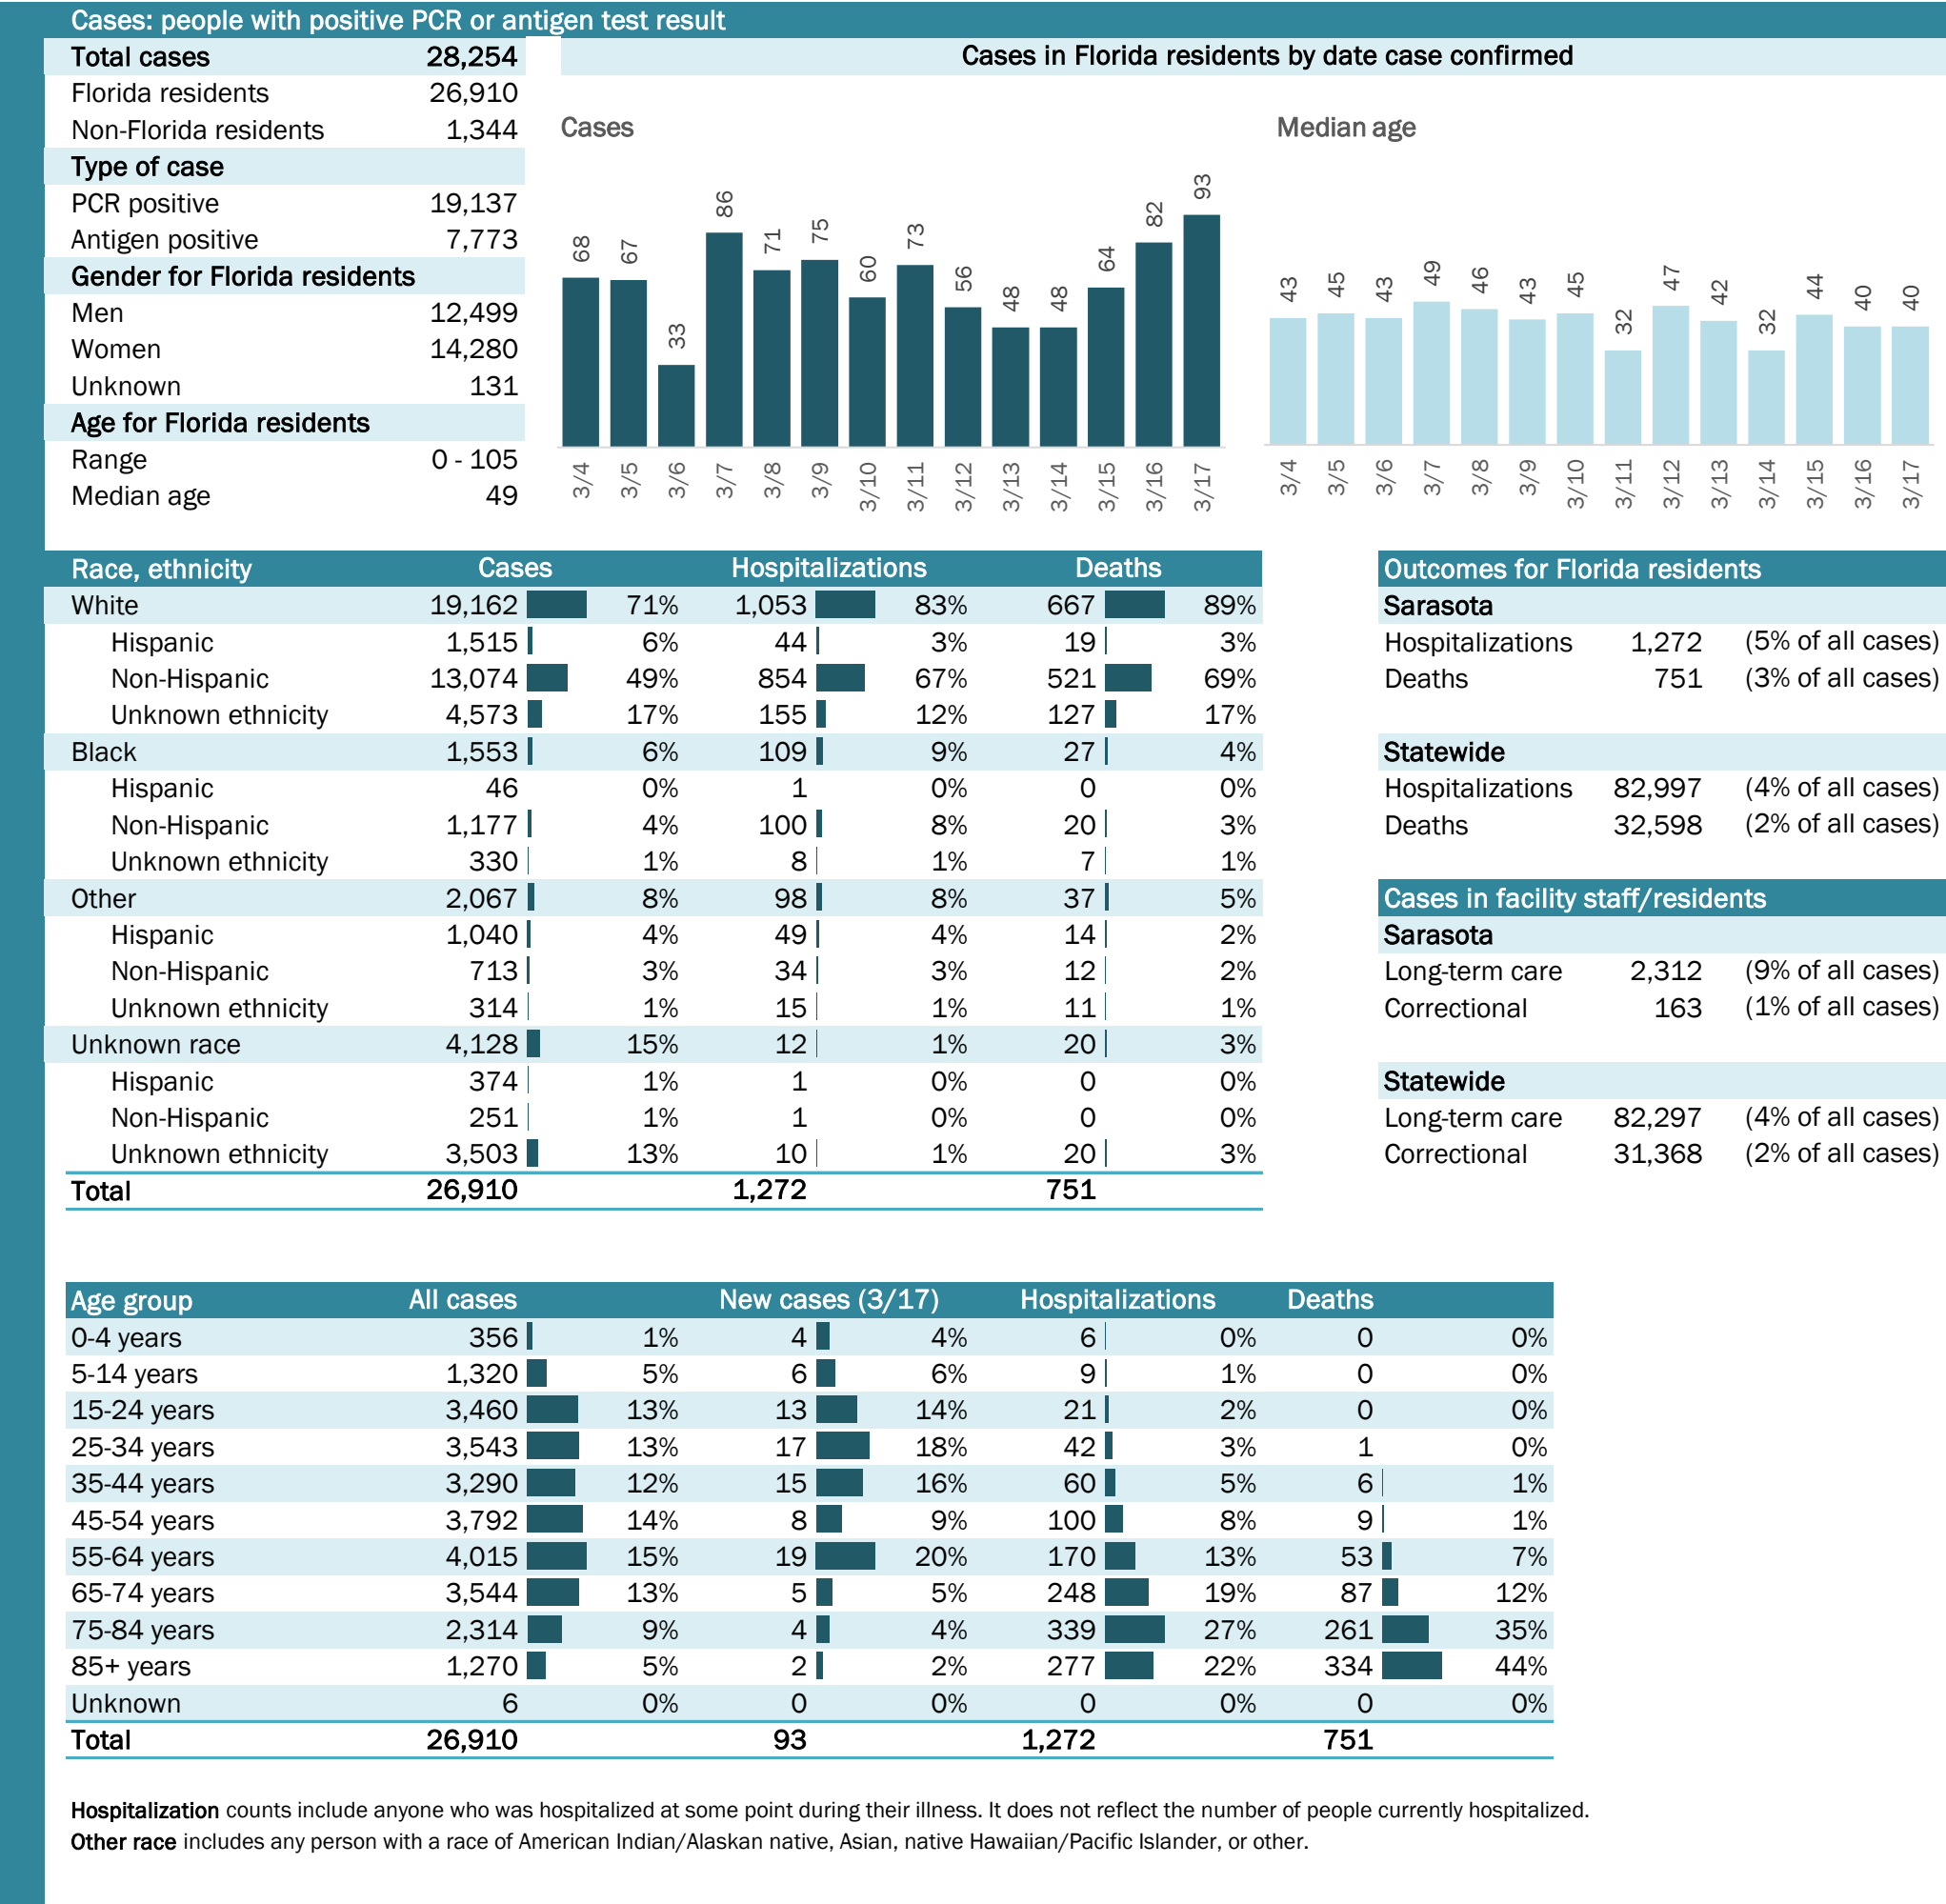 Cases: people with positive PCR or antigen test result
Total cases 28,254
Florida residents 26,910
Non-Florida residents 1,344
Type of case
PCR positive 19,137
Antigen positive 7,773
Gender for Florida residents
Men 12,499
Women 14,280
Unknown 131
Age for Florida residents
Range 0 - 105
Median age 49
Cases in Florida residents by date case confirmed
Cases
68 67 33 86 71 75 60 73 56 48 48 64 82 93
3/4 3/5 3/6 3/7 3/8 3/9 3/10 3/11 3/12 3/13 3/14 3/15 3/16 3/17
Median age
43 45 43 49 46 43 45 32 47 42 32 44 40 40
3/4 3/5 3/6 3/7 3/8 3/9 3/10 3/11 3/12 3/13 3/14 3/15 3/16 3/17
Race, ethnicity Cases Hospitalizations Deaths
White 19,162 71% 1,053 83% 667 89%
Hispanic 1,515 6% 44 3% 19 3%
Non-Hispanic 13,074 49% 854 67% 521 69%
Unknown ethnicity 4,573 17% 155 12% 127 17%
Black 1,553 6% 109 9% 27 4%
Hispanic 46 0% 1 0% 0 0%
Non-Hispanic 1,177 4% 100 8% 20 3%
Unknown ethnicity 330 1% 8 1% 7 1%
Other 2,067 8% 98 8% 37 5%
Hispanic 1,040 4% 49 4% 14 2%
Non-Hispanic 713 3% 34 3% 12 2%
Unknown ethnicity 314 1% 15 1% 11 1%
Unknown race 4,128 15% 12 1% 20 3%
Hispanic 374 1% 1 0% 0 0%
Non-Hispanic 251 1% 1 0% 0 0%
Unknown ethnicity 3,503 13% 10 1% 20 3%
Total 26,910 1,272 751
Outcomes for Florida residents
Sarasota
Hospitalizations 1,272 (5% of all cases)
Deaths 751 (3% of all cases)
Statewide
Hospitalizations 82,997 (4% of all cases)
Deaths 32,598 (2% of all cases)
Cases in facility staff/residents
Sarasota
Long-term care 2,312 (9% of all cases)
Correctional 163 (1% of all cases)
Statewide
Long-term care 82,297 (4% of all cases)
Correctional 31,368 (2% of all cases)
Age group All cases New cases (3/17) Hospitalizations Deaths
0-4 years 356 1% 4 4% 6 0% 0 0%
5-14 years 1,320 5% 6 6% 9 1% 0 0%
15-24 years 3,460 13% 13 14% 21 2% 0 0%
25-34 years 3,543 13% 17 18% 42 3% 1 0%
35-44 years 3,290 12% 15 16% 60 5% 6 1%
45-54 years 3,792 14% 8 9% 100 8% 9 1%
55-64 years 4,015 15% 19 20% 170 13% 53 7%
65-74 years 3,544 13% 5 5% 248 19% 87 12%
75-84 years 2,314 9% 4 4% 339 27% 261 35%
85+ years 1,270 5% 2 2% 277 22% 334 44%
Unknown 6 0% 0 0% 0 0% 0 0%
Total 26,910 93 1,272 751
Hospitalization counts include anyone who was hospitalized at some point during their illness. It does not reflect the number of people currently hospitalized.
Other race includes any person with a race of American Indian/Alaskan native, Asian, native Hawaiian/Pacific Islander, or other.